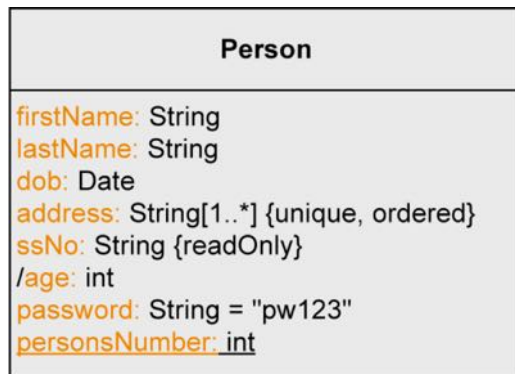 Person
firstName: String
lastName: String
dob: Date
address: String[1..*] {unique, ordered}
ssNo: String {readOnly}
/age: int
password: String = "pw123"
personsNumber: int